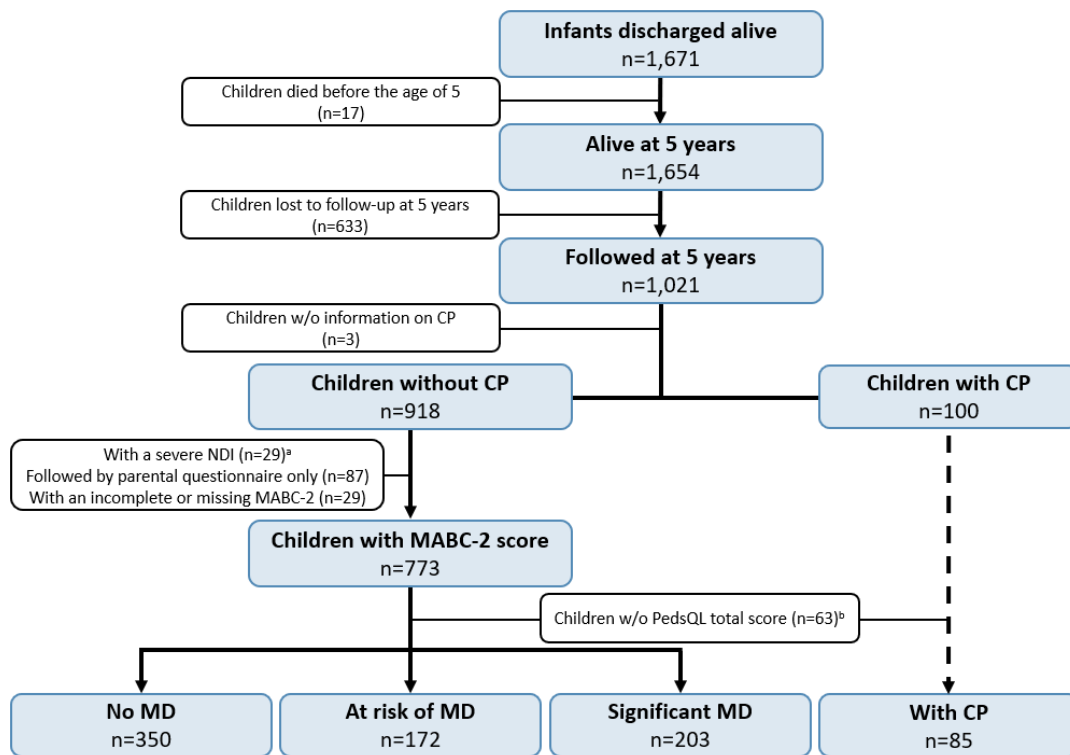 Infants discharged alive
n=1,671
Children died before the age of 5
(n=17)
Alive at 5 years
n=1,654
Children lost to follow-up at 5 years
(n=633)
Followed at 5 years
n=1,021
Children w/o information on CP
(n=3)
Children without CP
n=918
Children with CP
n=100
With a severe NDI (n=29)ᵃ
Followed by parental questionnaire only (n=87)
With an incomplete or missing MABC-2 (n=29)
Children with MABC-2 score
n=773
Children w/o PedsQL total score (n=63)ᵇ
No MD
n=350
At risk of MD
n=172
Significant MD
n=203
With CP
n=85